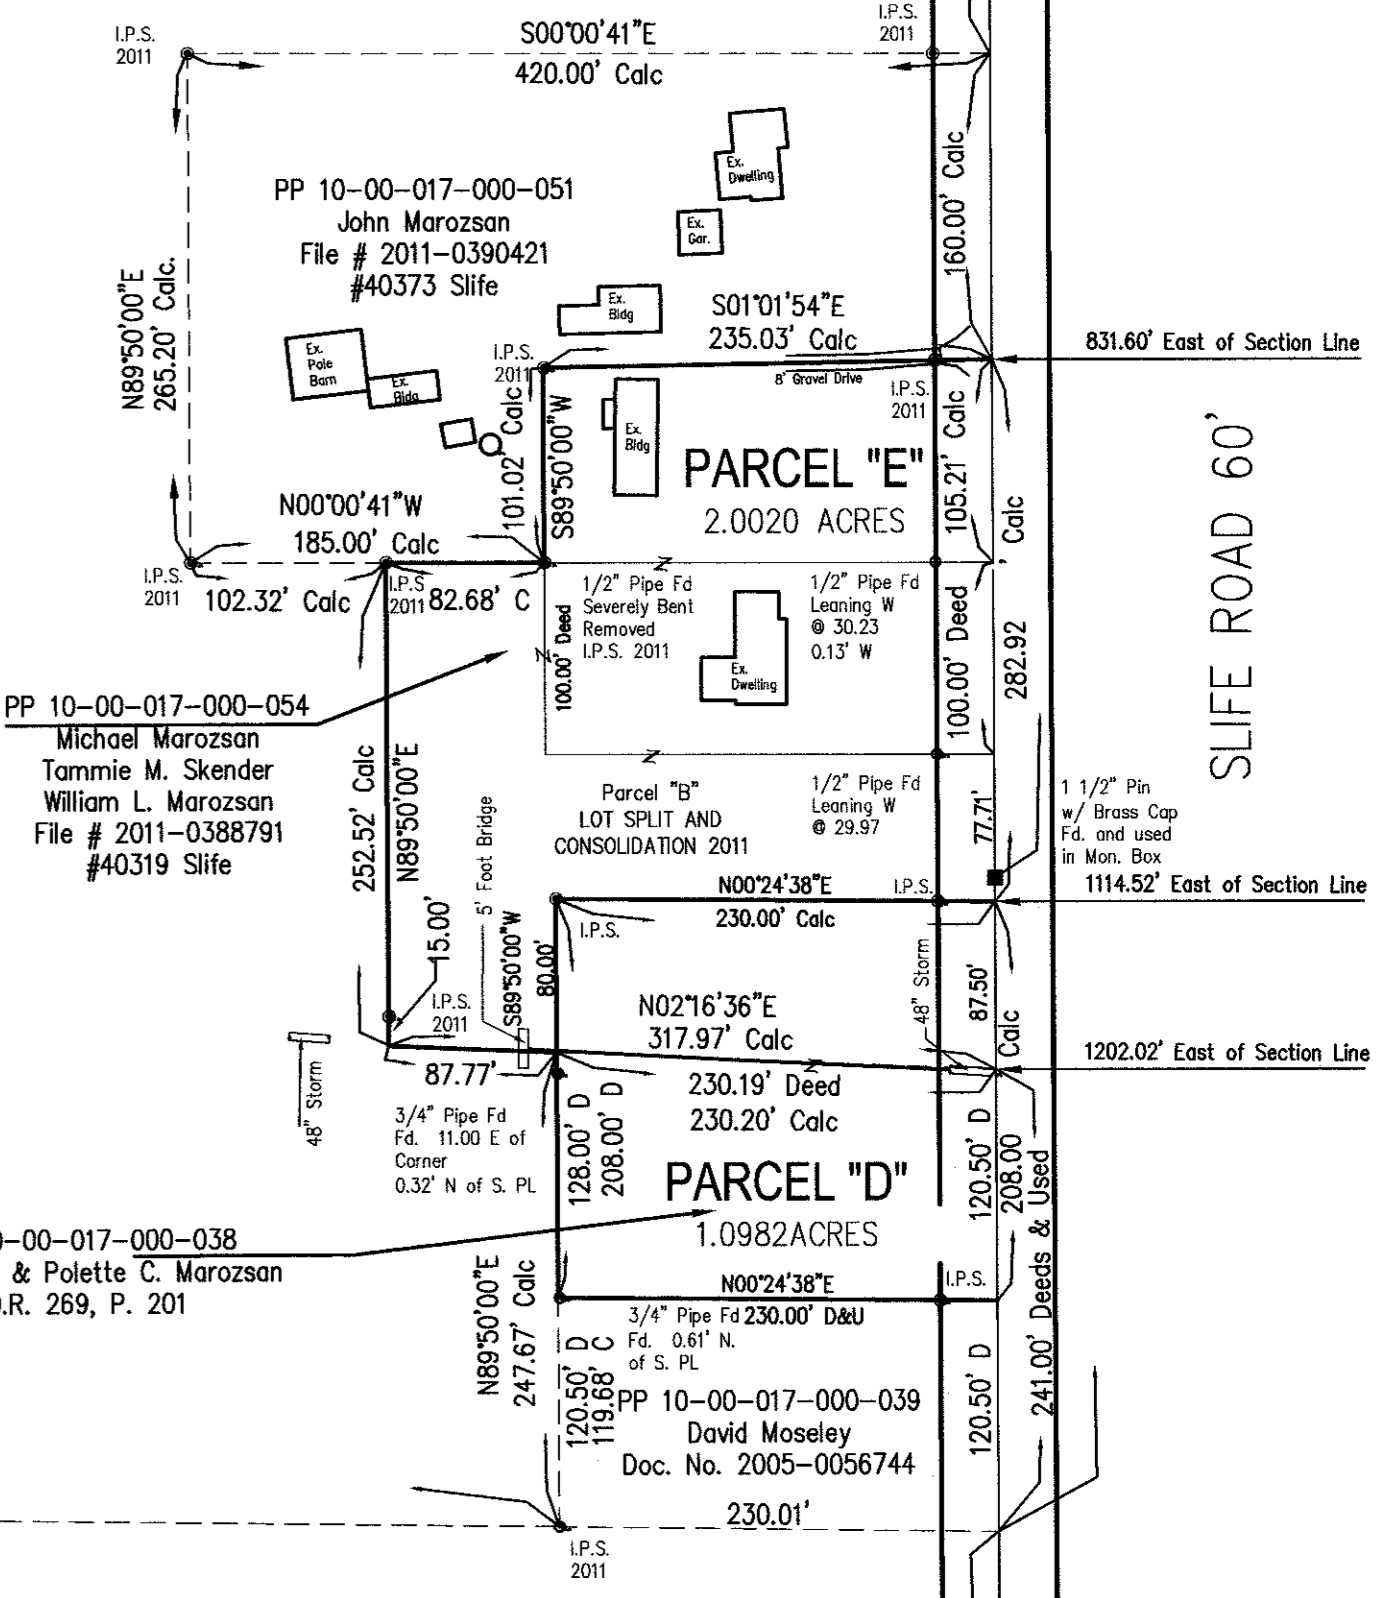 I.P.S.
2011
S00°00'41"E
420.00' Calc
I.P.S.
2011
160.00' Calc
Ex.
Dwelling
PP 10-00-017-000-051
John Marozsan
File # 2011-0390421
#40373 Slife
Ex.
Gar.
N89°50'00"E
265.20' Calc.
Ex.
Bldg
S01°01'54"E
235.03' Calc
831.60' East of Section Line
Ex.
Pole
Barn
Ex.
Bldg
I.P.S.
2011
8' Gravel Drive
I.P.S.
2011
101.02' Calc
S89°50'00"W
Ex.
Bldg
PARCEL "E"
2.0020 ACRES
105.21' Calc
' Calc
SLIFE ROAD 60'
N00°00'41"W
185.00' Calc
I.P.S.
2011
102.32' Calc
I.P.S
2011
82.68' C
1/2" Pipe Fd
Severely Bent
Removed
I.P.S. 2011
1/2" Pipe Fd
Leaning W
@ 30.23
0.13' W
100.00' Deed
100.00' Deed
282.92
Ex.
Dwelling
PP 10-00-017-000-054
Michael Marozsan
Tammie M. Skender
William L. Marozsan
File # 2011-0388791
#40319 Slife
252.52' Calc
N89°50'00"E
Parcel "B"
LOT SPLIT AND
CONSOLIDATION 2011
1/2" Pipe Fd
Leaning W
@ 29.97
77.71'
1 1/2" Pin
w/ Brass Cap
Fd. and used
in Mon. Box
1114.52' East of Section Line
N00°24'38"E
230.00' Calc
I.P.S.
I.P.S.
5' Foot Bridge
S89°50'00"W
80.00'
15.00'
I.P.S.
2011
N02°16'36"E
317.97' Calc
48" Storm
87.50'
Calc
1202.02' East of Section Line
48" Storm
87.77'
230.19' Deed
230.20' Calc
3/4" Pipe Fd
Fd. 11.00 E of
Corner
0.32' N of S. PL
128.00' D
208.00' D
PARCEL "D"
1.0982ACRES
120.50' D
208.00
241.00' Deeds & Used
0-00-017-000-038
& Polette C. Marozsan
.R. 269, P. 201
N00°24'38"E
I.P.S.
230.00' D&U
3/4" Pipe Fd
Fd. 0.61' N.
of S. PL
N89°50'00"E
247.67' Calc
120.50' D
119.68' C
PP 10-00-017-000-039
David Moseley
Doc. No. 2005-0056744
120.50' D
230.01'
I.P.S.
2011